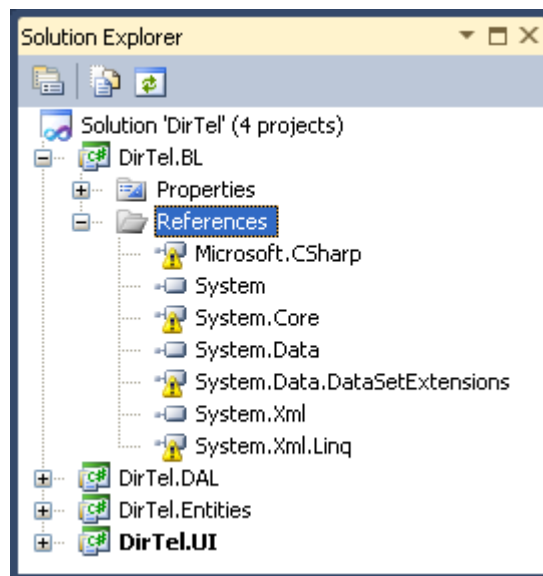 Solution Explorer
Solution 'DirTel' (4 projects)
DirTel.BL
Properties
References
Microsoft.CSharp
System
System.Core
System.Data
System.Data.DataSetExtensions
System.Xml
System.Xml.Linq
DirTel.DAL
DirTel.Entities
DirTel.UI